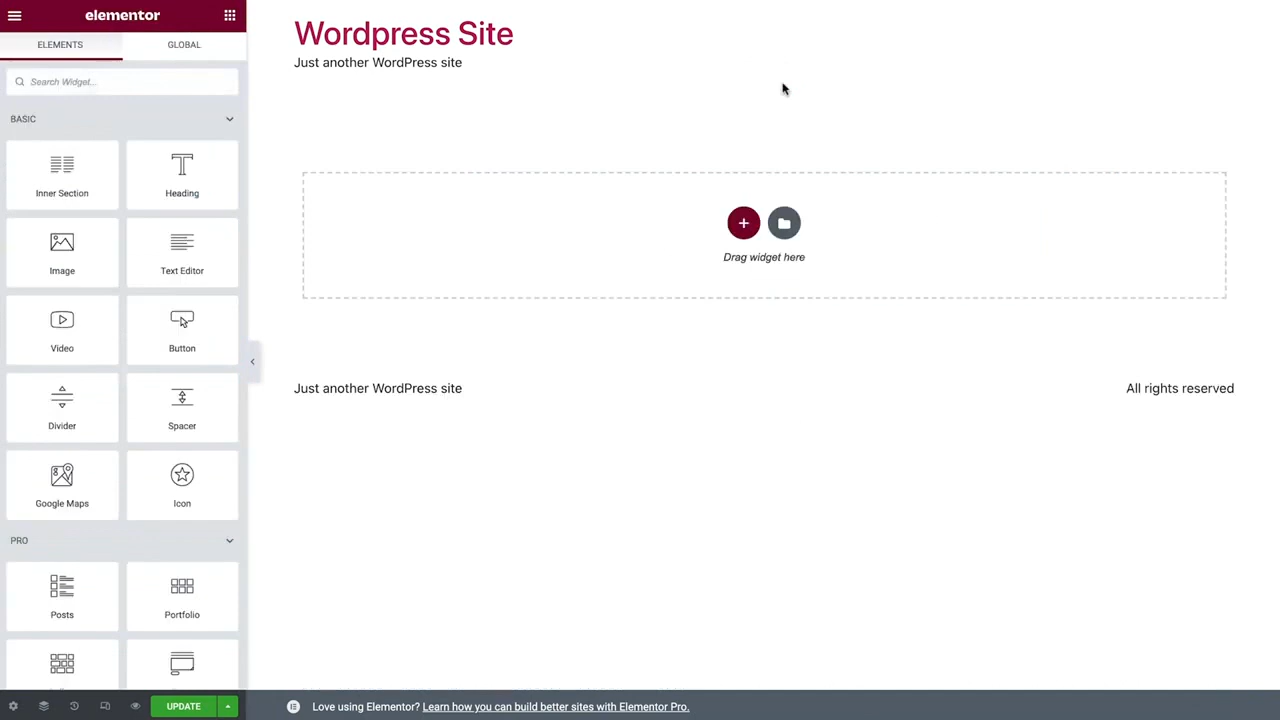 elementor
ELEMENTS
GLOBAL
Search Widget...
BASIC
Inner Section
Heading
Image
Text Editor
Video
Button
Divider
Spacer
Google Maps
Icon
PRO
Posts
Portfolio
UPDATE
Wordpress Site
Just another WordPress site
Drag widget here
Just another WordPress site
All rights reserved
Love using Elementor? Learn how you can build better sites with Elementor Pro.